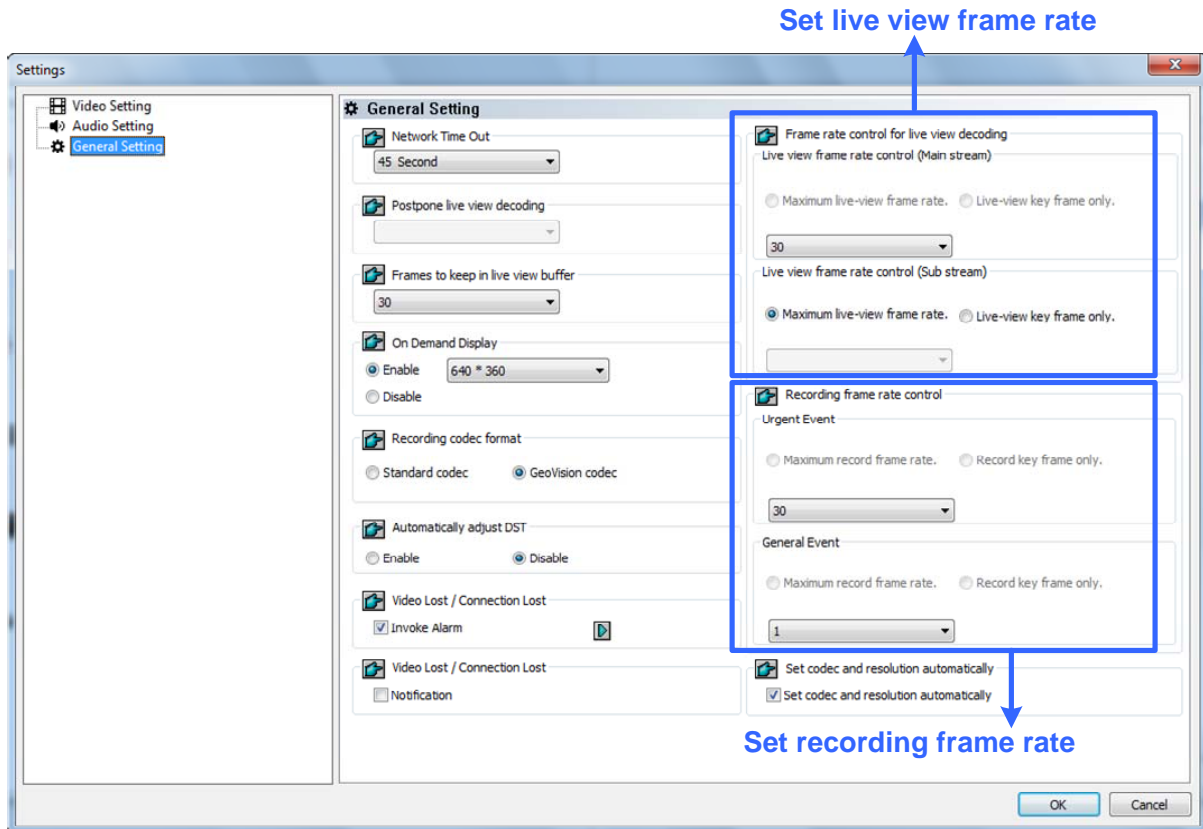 Set live view frame rate
Settings
x
Video Setting
Audio Setting
General Setting
General Setting
Network Time Out
45 Second
Postpone live view decoding
Frames to keep in live view buffer
30
On Demand Display
Enable
640 * 360
Disable
Recording codec format
Standard codec
GeoVision codec
Automatically adjust DST
Enable
Disable
Video Lost / Connection Lost
Invoke Alarm
Video Lost / Connection Lost
Notification
Frame rate control for live view decoding
Live view frame rate control (Main stream)
Maximum live-view frame rate.
Live-view key frame only.
30
Live view frame rate control (Sub stream)
Maximum live-view frame rate.
Live-view key frame only.
Recording frame rate control
Urgent Event
Maximum record frame rate.
Record key frame only.
30
General Event
Maximum record frame rate.
Record key frame only.
1
Set codec and resolution automatically
Set codec and resolution automatically
Set recording frame rate
OK
Cancel